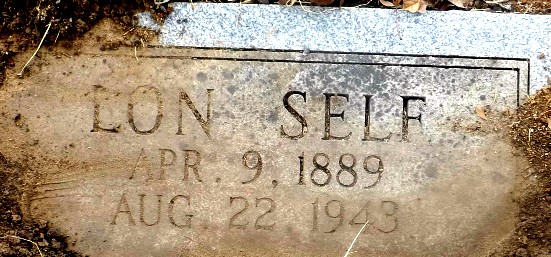 LON SELF
APR. 9, 1889
AUG. 22, 1943